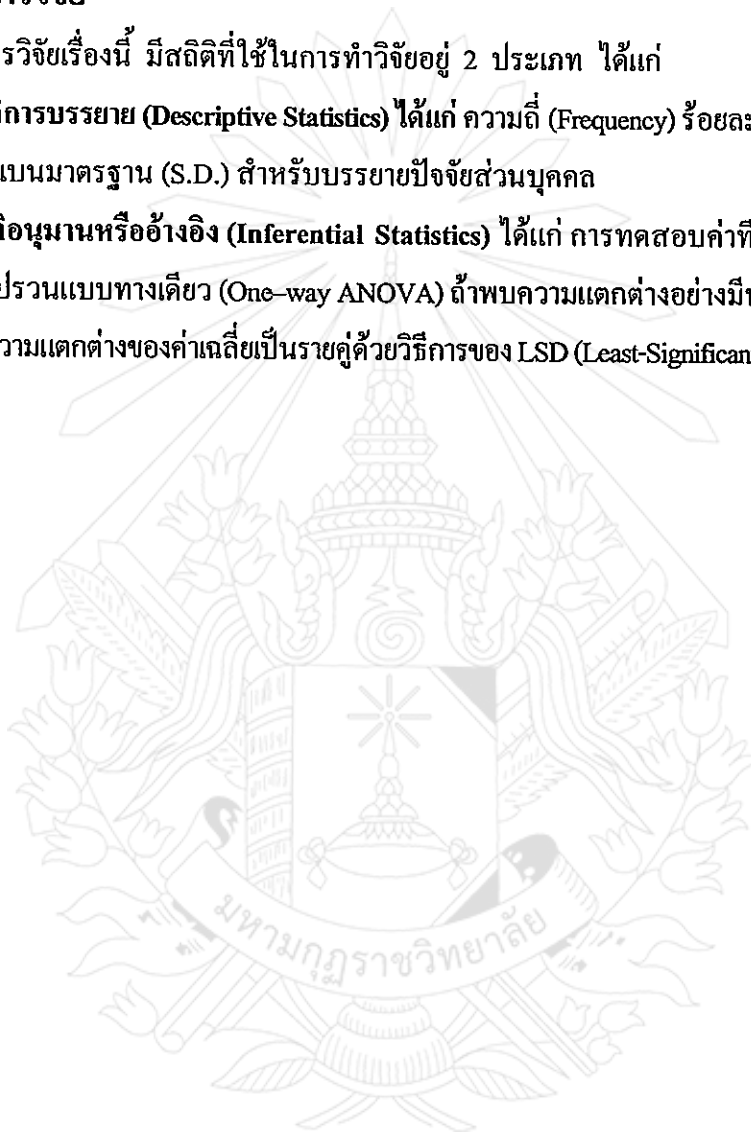 รวิจัยเรื่องนี้ มีสถิติที่ใช้ในการทำวิจัยอยู่ 2 ประเภท ได้แก่
การบรรยาย (Descriptive Statistics) ได้แก่ ความถี่ (Frequency) ร้อยละ
บนมาตรฐาน (S.D.) สำหรับบรรยายปัจจัยส่วนบุคคล
อนุมานหรืออ้างอิง (Inferential Statistics) ได้แก่ การทดสอบค่าที
ปรวนแบบทางเดียว (One–way ANOVA) ถ้าพบความแตกต่างอย่างมี
วามแตกต่างของค่าเฉลี่ยเป็นรายคู่ด้วยวิธีการของ LSD (Least-Significan
มหามกุฏราชวิทยาลัย